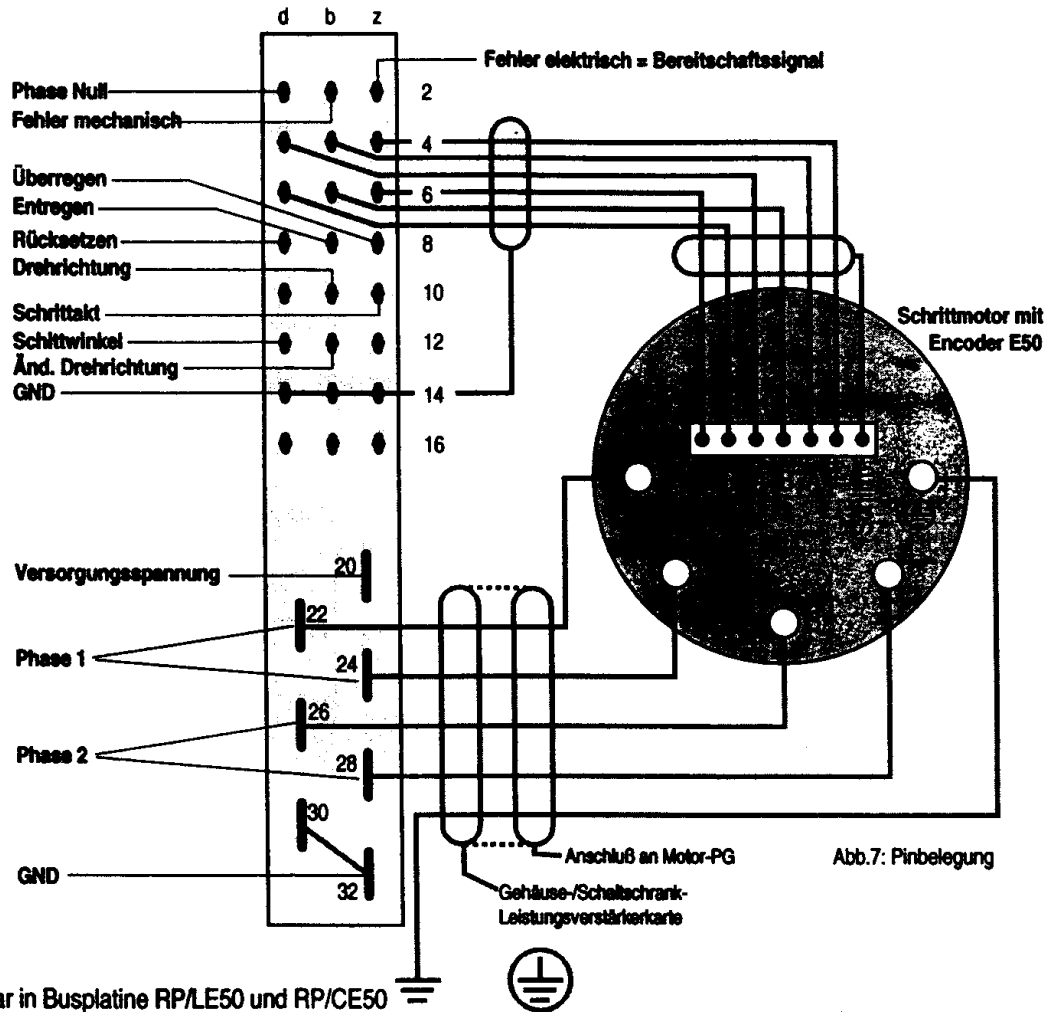 d b z
Fehler elektrisch = Bereitschaftssignal
Phase Null
2
Fehler mechanisch
4
Überregen
6
Entregen
Rücksetzen
8
Drehrichtung
10
Schrittakt
Schittwinkel
12
Änd. Drehrichtung
GND
14
16
Schrittmotor mit
Encoder E50
Versorgungsspannung
20
22
Phase 1
24
26
Phase 2
28
30
GND
32
Anschluß an Motor-PG
Abb.7: Pinbelegung
Gehäuse-/Schaltschrank-
Leistungsverstärkerkarte
ar in Busplatine RP/LE50 und RP/CE50